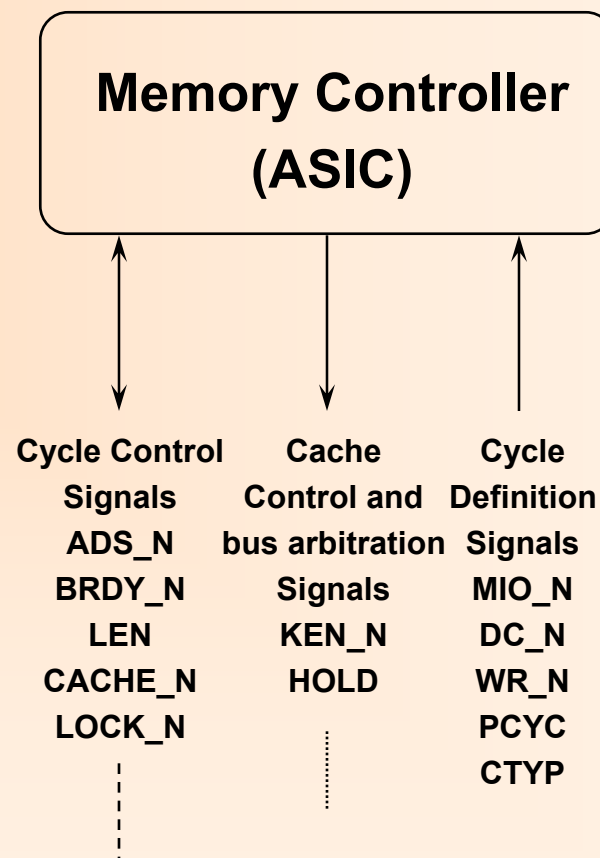 Memory Controller
(ASIC)
Cycle Control
Signals
ADS_N
BRDY_N
LEN
CACHE_N
LOCK_N
Cache
Control and
bus arbitration
Signals
KEN_N
HOLD
Cycle
Definition
Signals
MIO_N
DC_N
WR_N
PCYC
CTYP